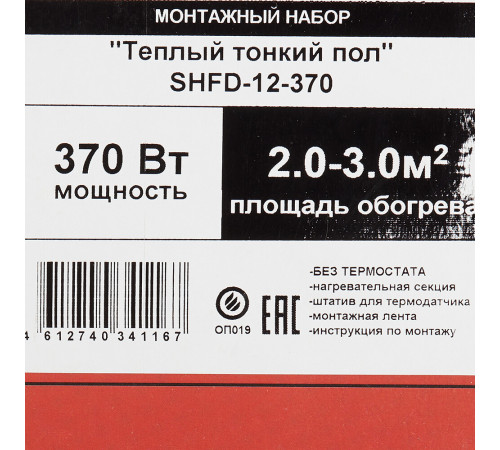 МОНТАЖНЫЙ НАБОР
"Теплый тонкий пол"
SHFD-12-370
370 Вт
МОЩНОСТЬ
2.0-3.0м²
ПЛОЩАДЬ ОБОГРЕВА
-БЕЗ ТЕРМОСТАТА
-нагревательная секция
-штатив для термодатчика
-монтажная лента
-инструкция по монтажу
ОП019
EAC
4 612740 341167